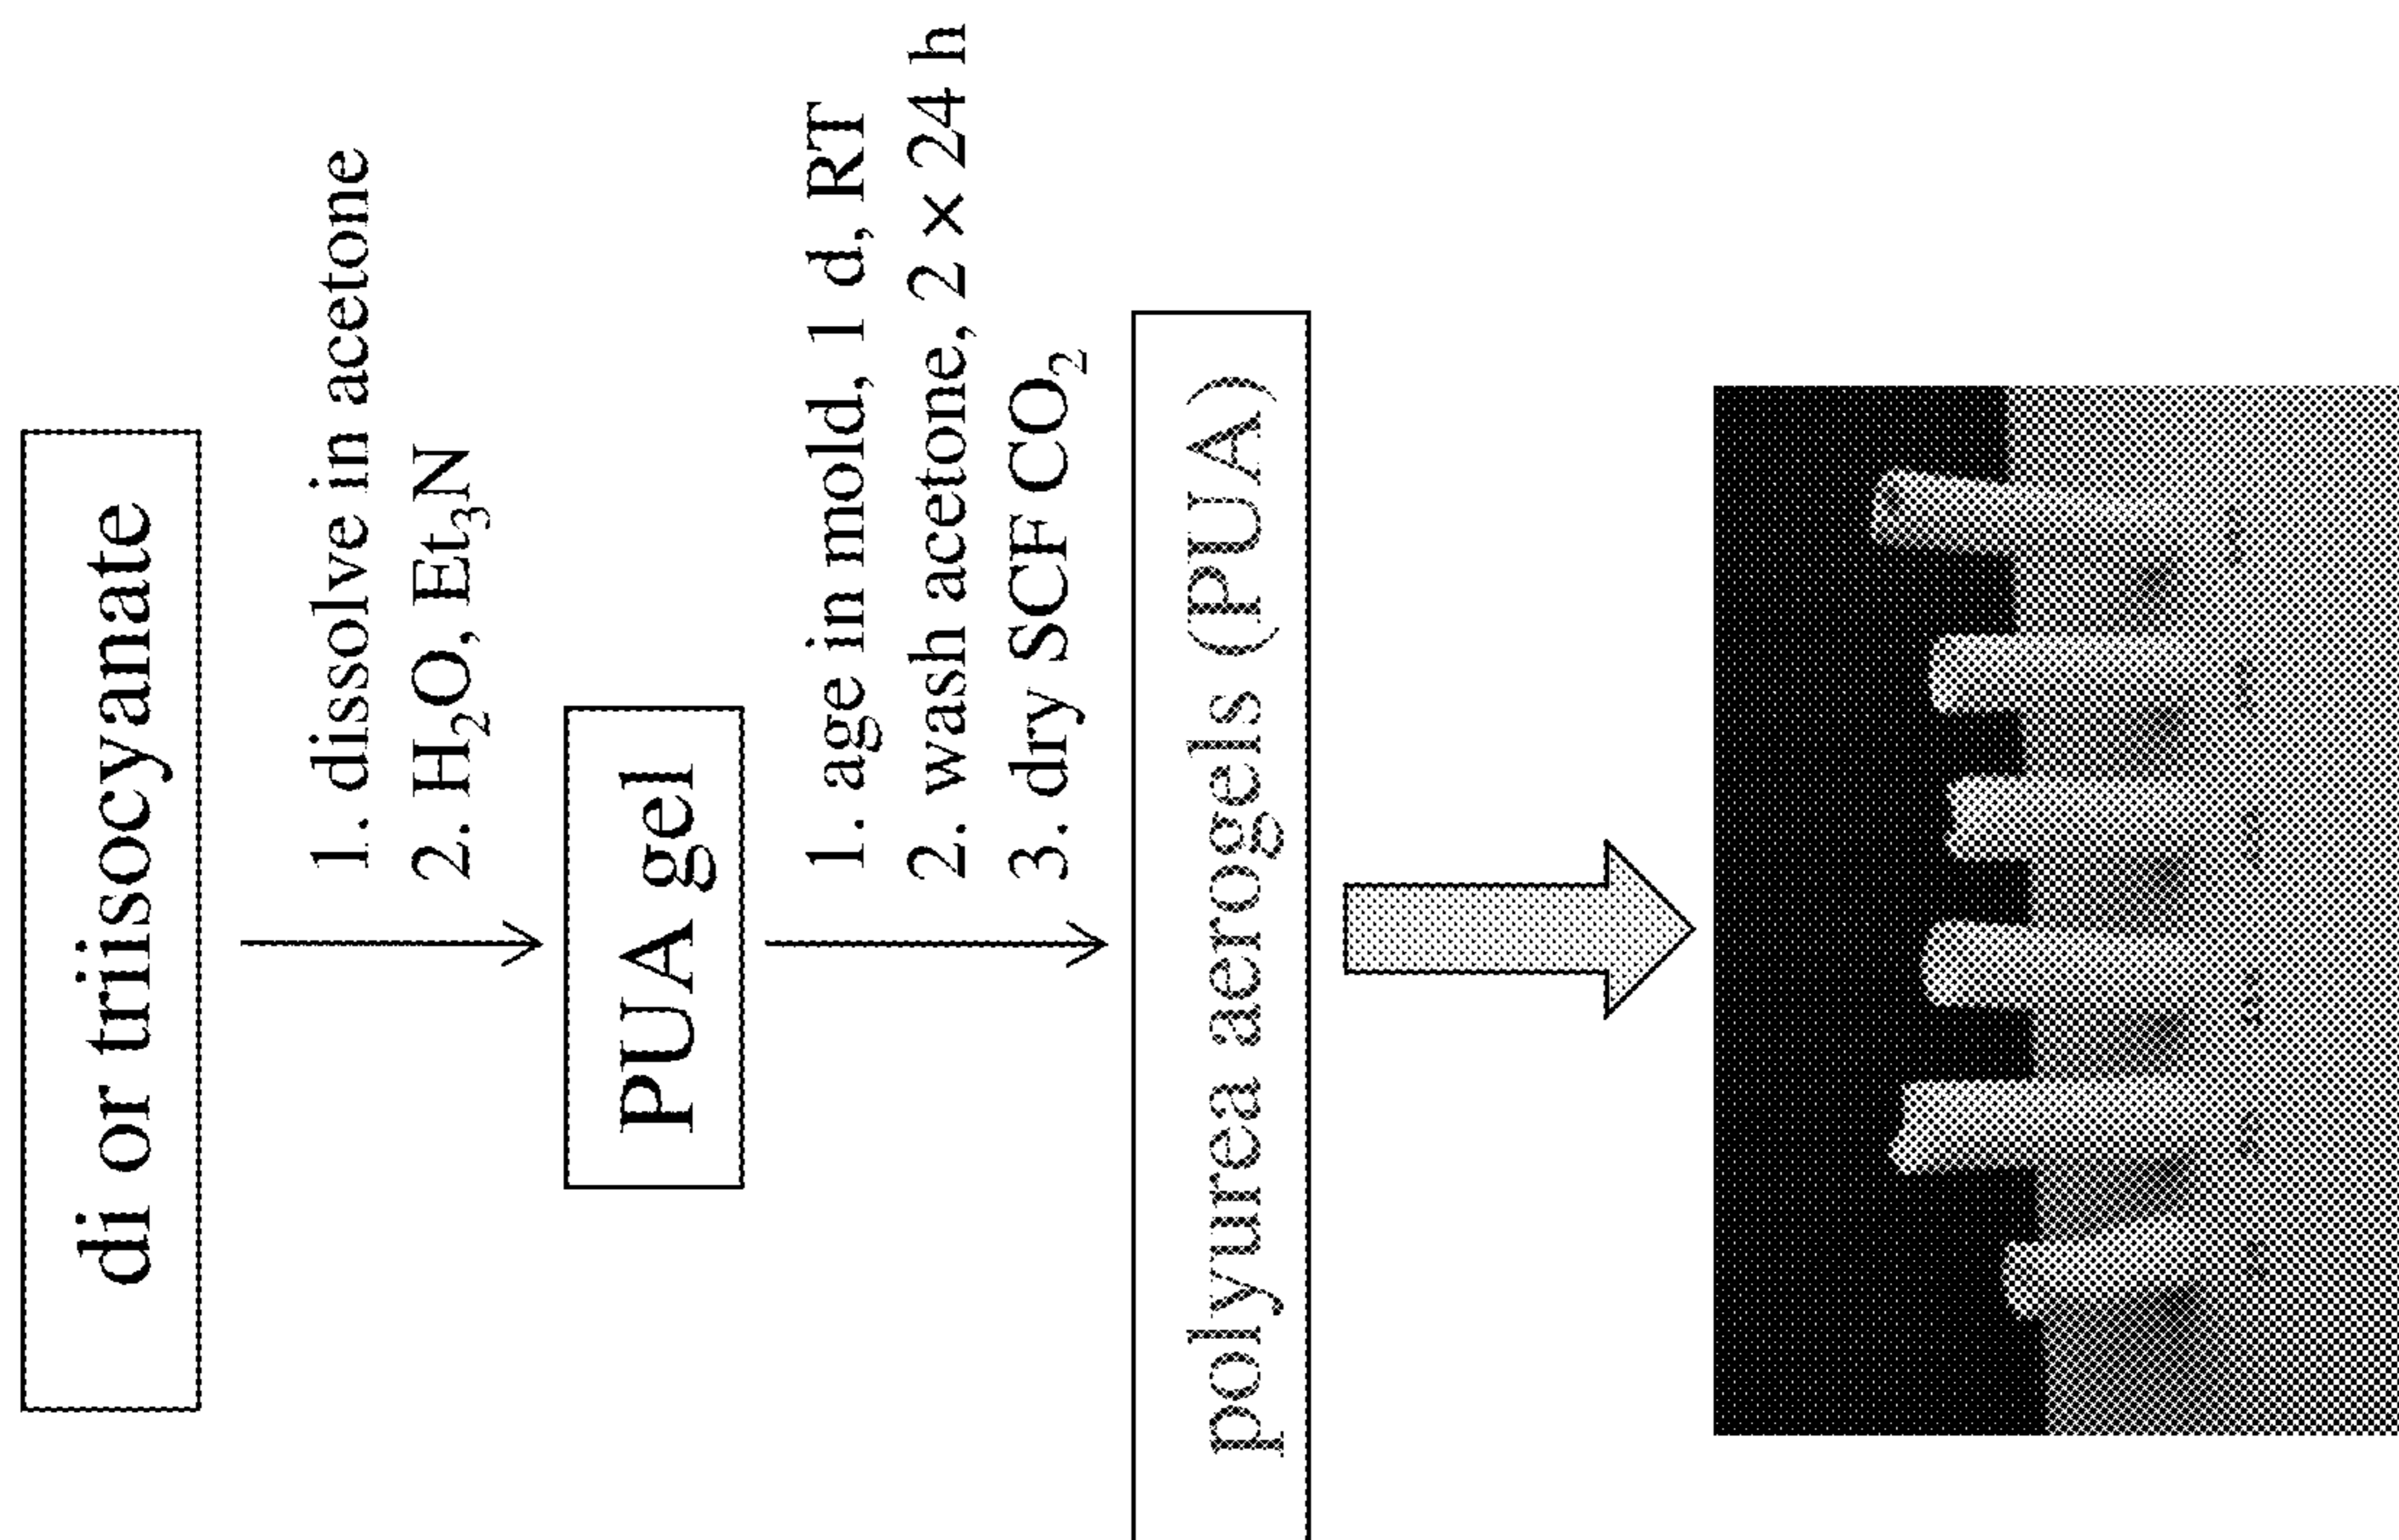 di or triisocyanate
1. dissolve in acetone
2. H₂O, Et₃N
PUA gel
1. age in mold, 1 d, RT
2. wash acetone, 2 × 24 h
3. dry SCF CO₂
polyurea aerogels (PUA)